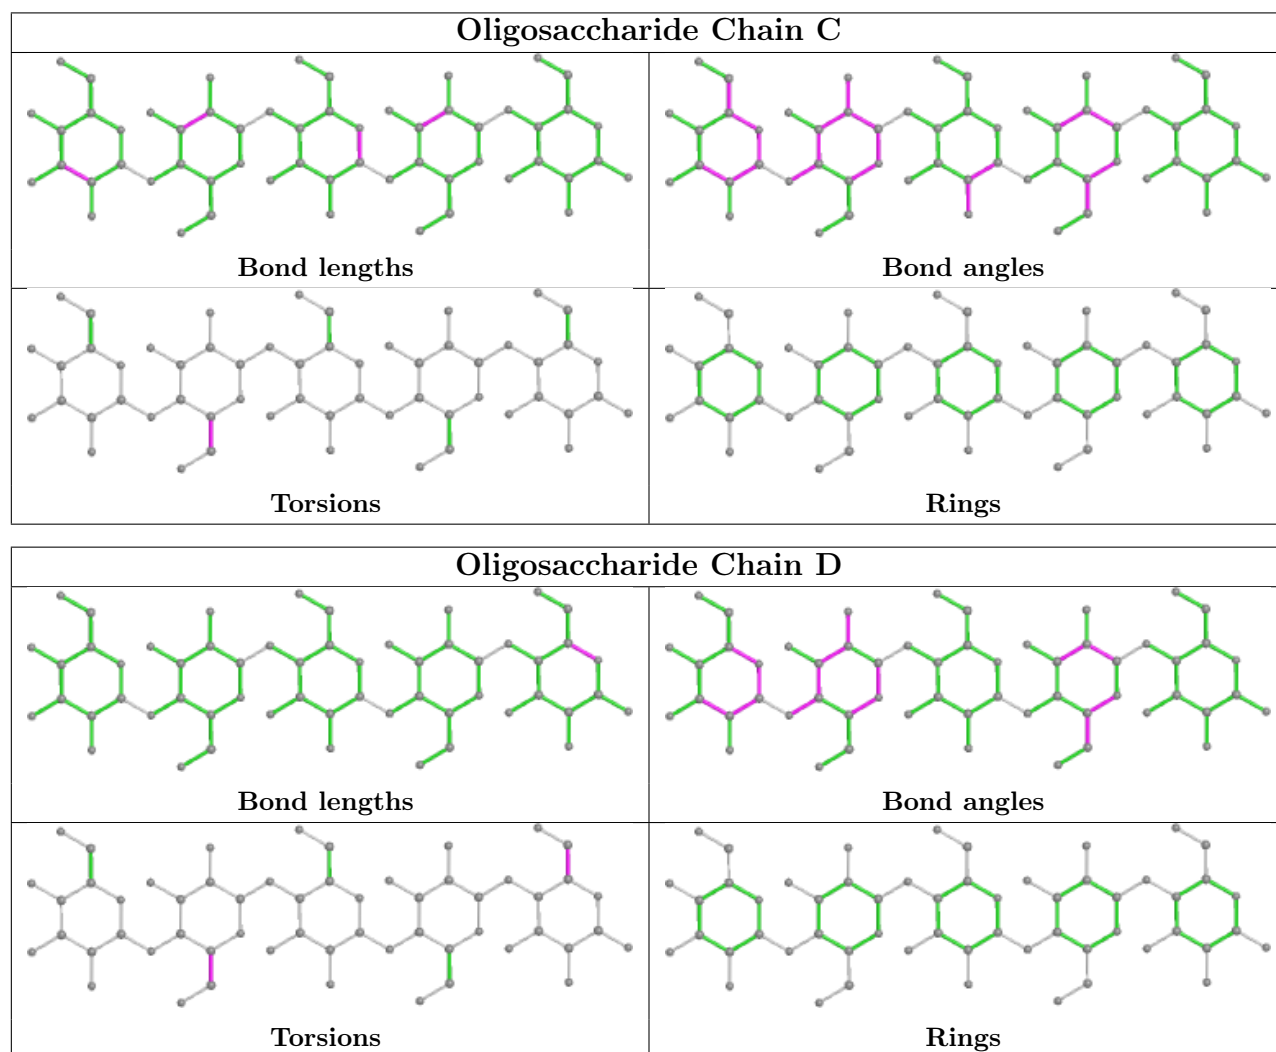 Oligosaccharide Chain C
Bond lengths
Bond angles
Torsions
Rings
Oligosaccharide Chain D
Bond lengths
Bond angles
Torsions
Rings